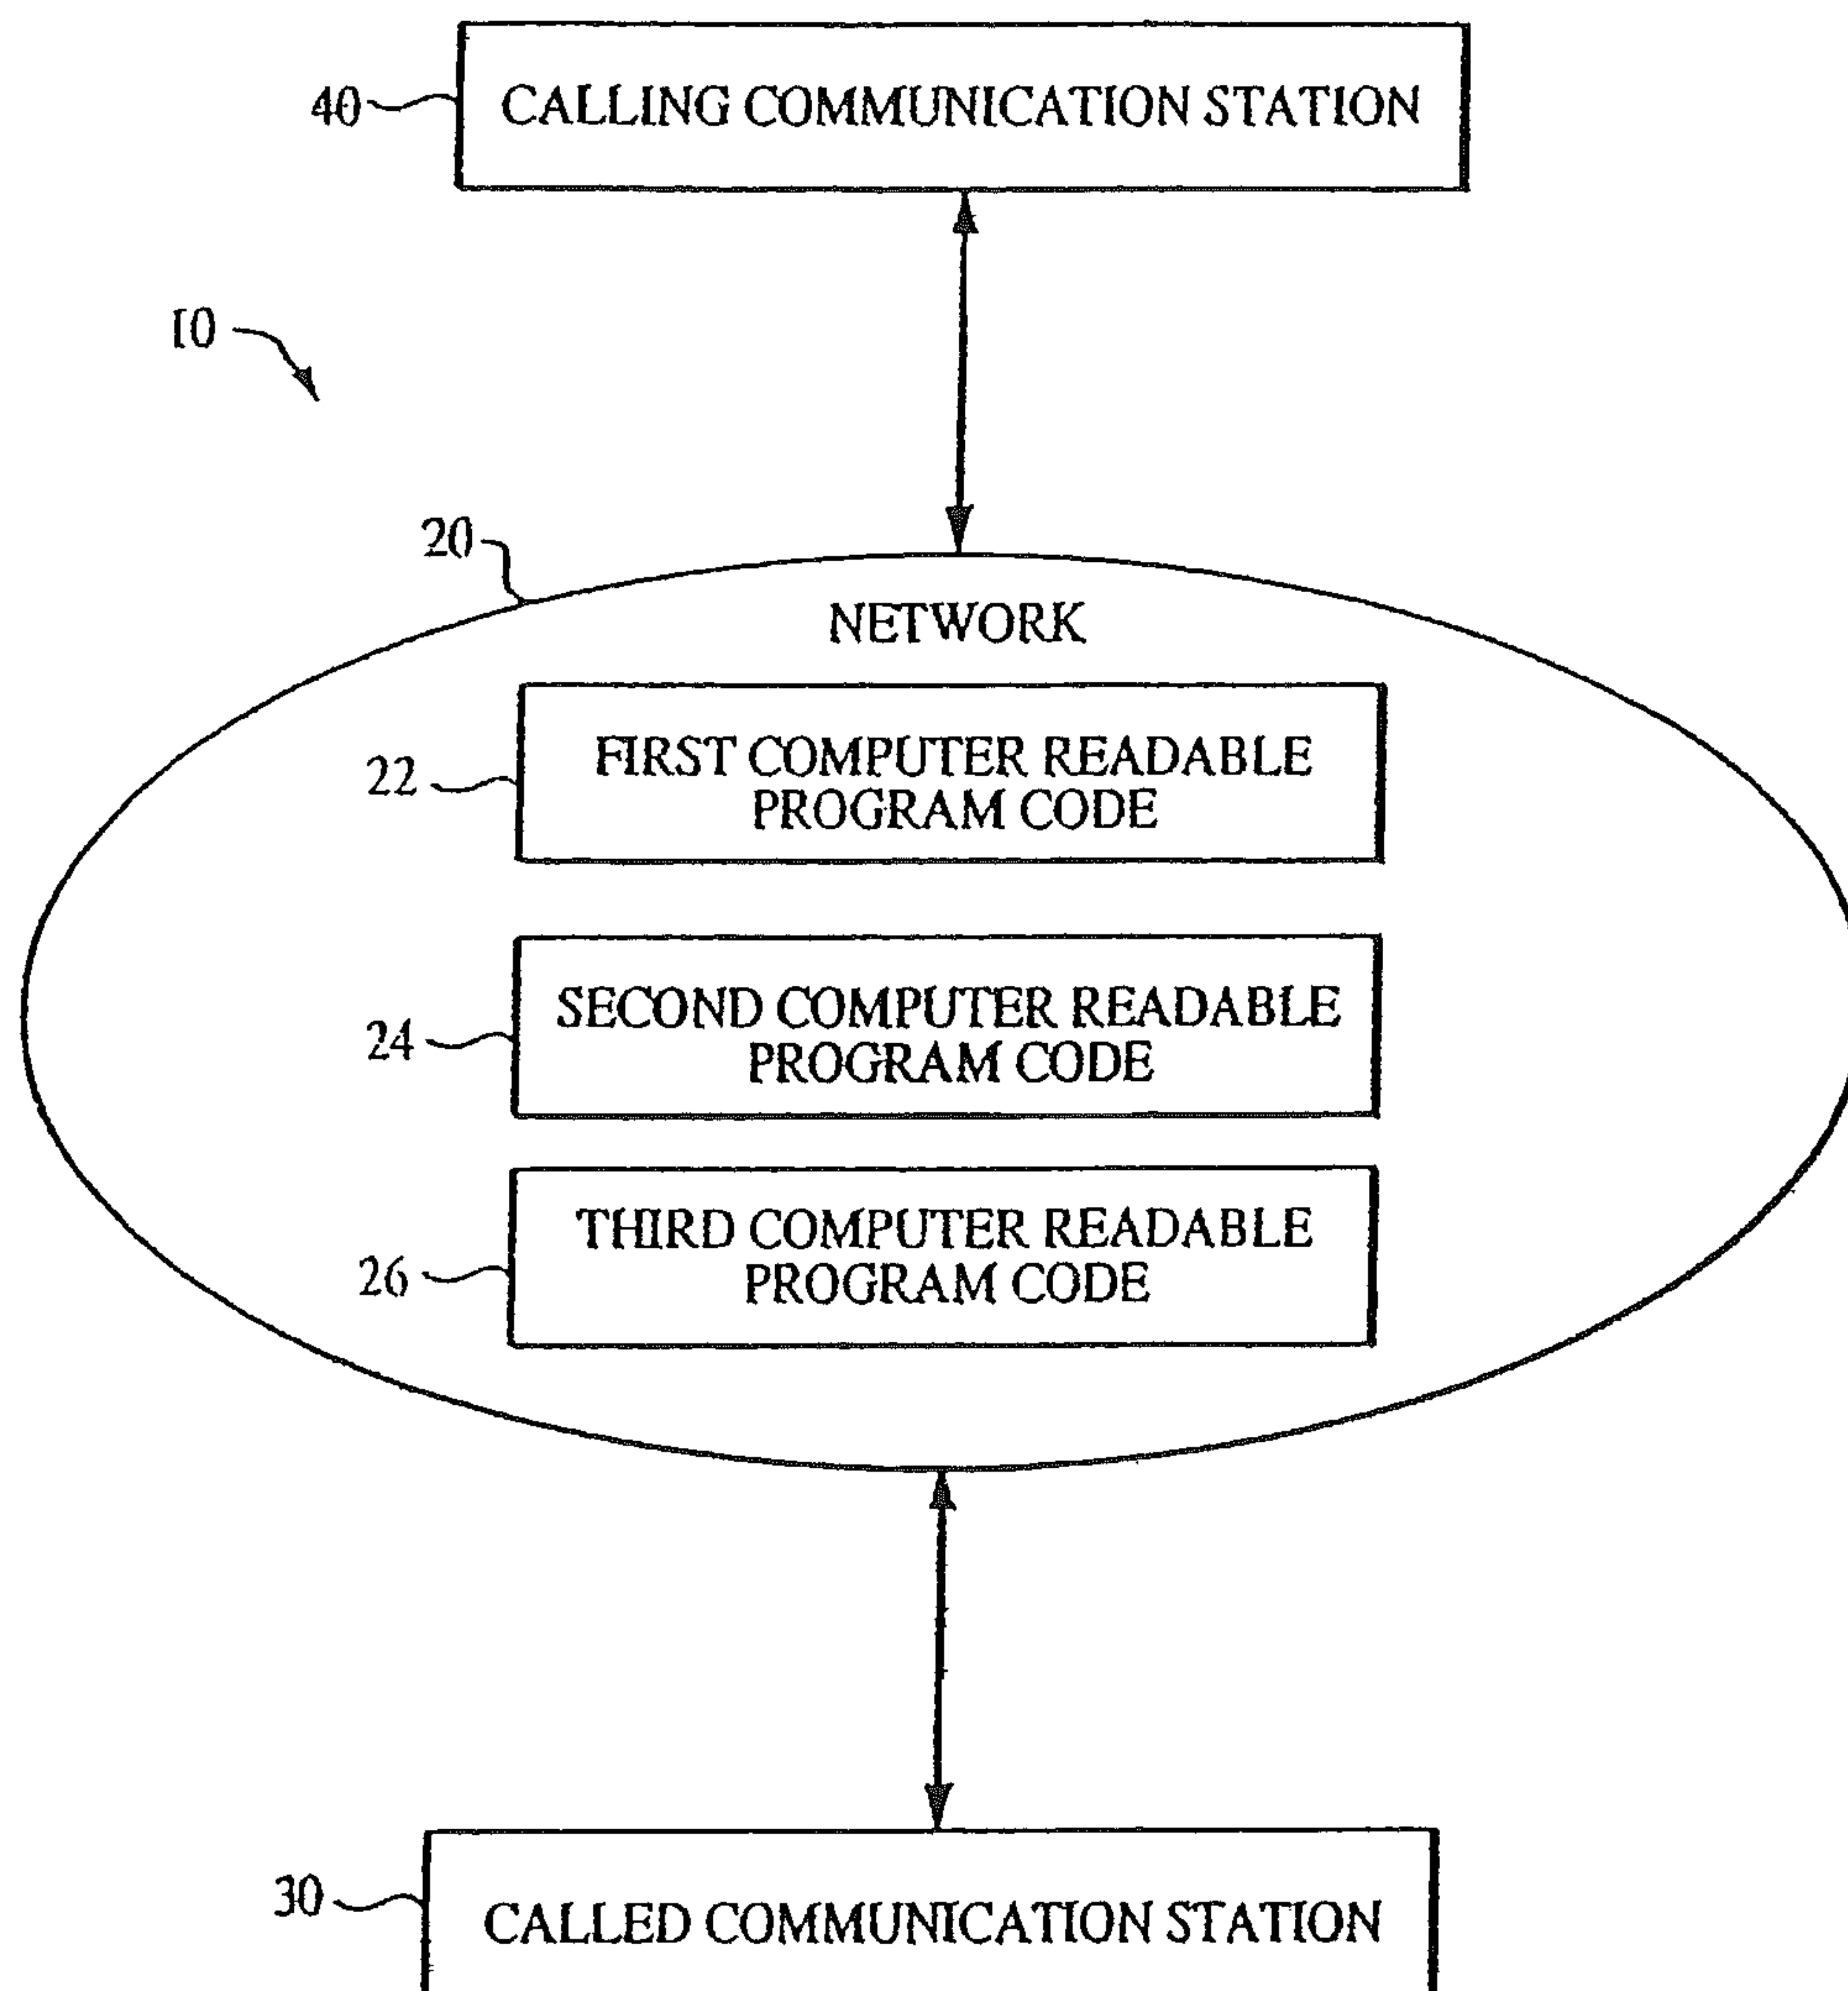 40 CALLING COMMUNICATION STATION
10
20
NETWORK
22 FIRST COMPUTER READABLE
PROGRAM CODE
24 SECOND COMPUTER READABLE
PROGRAM CODE
26 THIRD COMPUTER READABLE
PROGRAM CODE
30 CALLED COMMUNICATION STATION